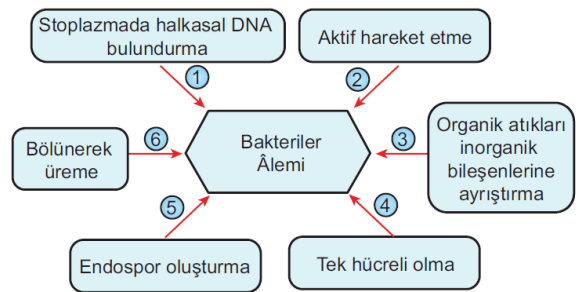 Stoplazmada halkasal DNA
bulundurma
Aktif hareket etme
1
2
6
Bölünerek
üreme
Bakteriler
Âlemi
3
Organik atıkları
inorganik
bileşenlerine
ayrıştırma
5
4
Endospor oluşturma
Tek hücreli olma